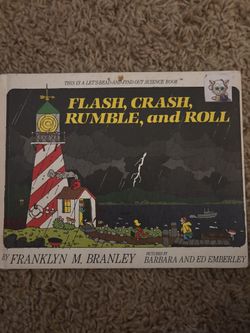 THIS IS A LET'S-READ-AND-FIND-OUT SCIENCE BOOK™
FLASH, CRASH,
RUMBLE, and ROLL
BY FRANKLYN M. BRANLEY
PICTURES BY
BARBARA AND ED EMBERLEY